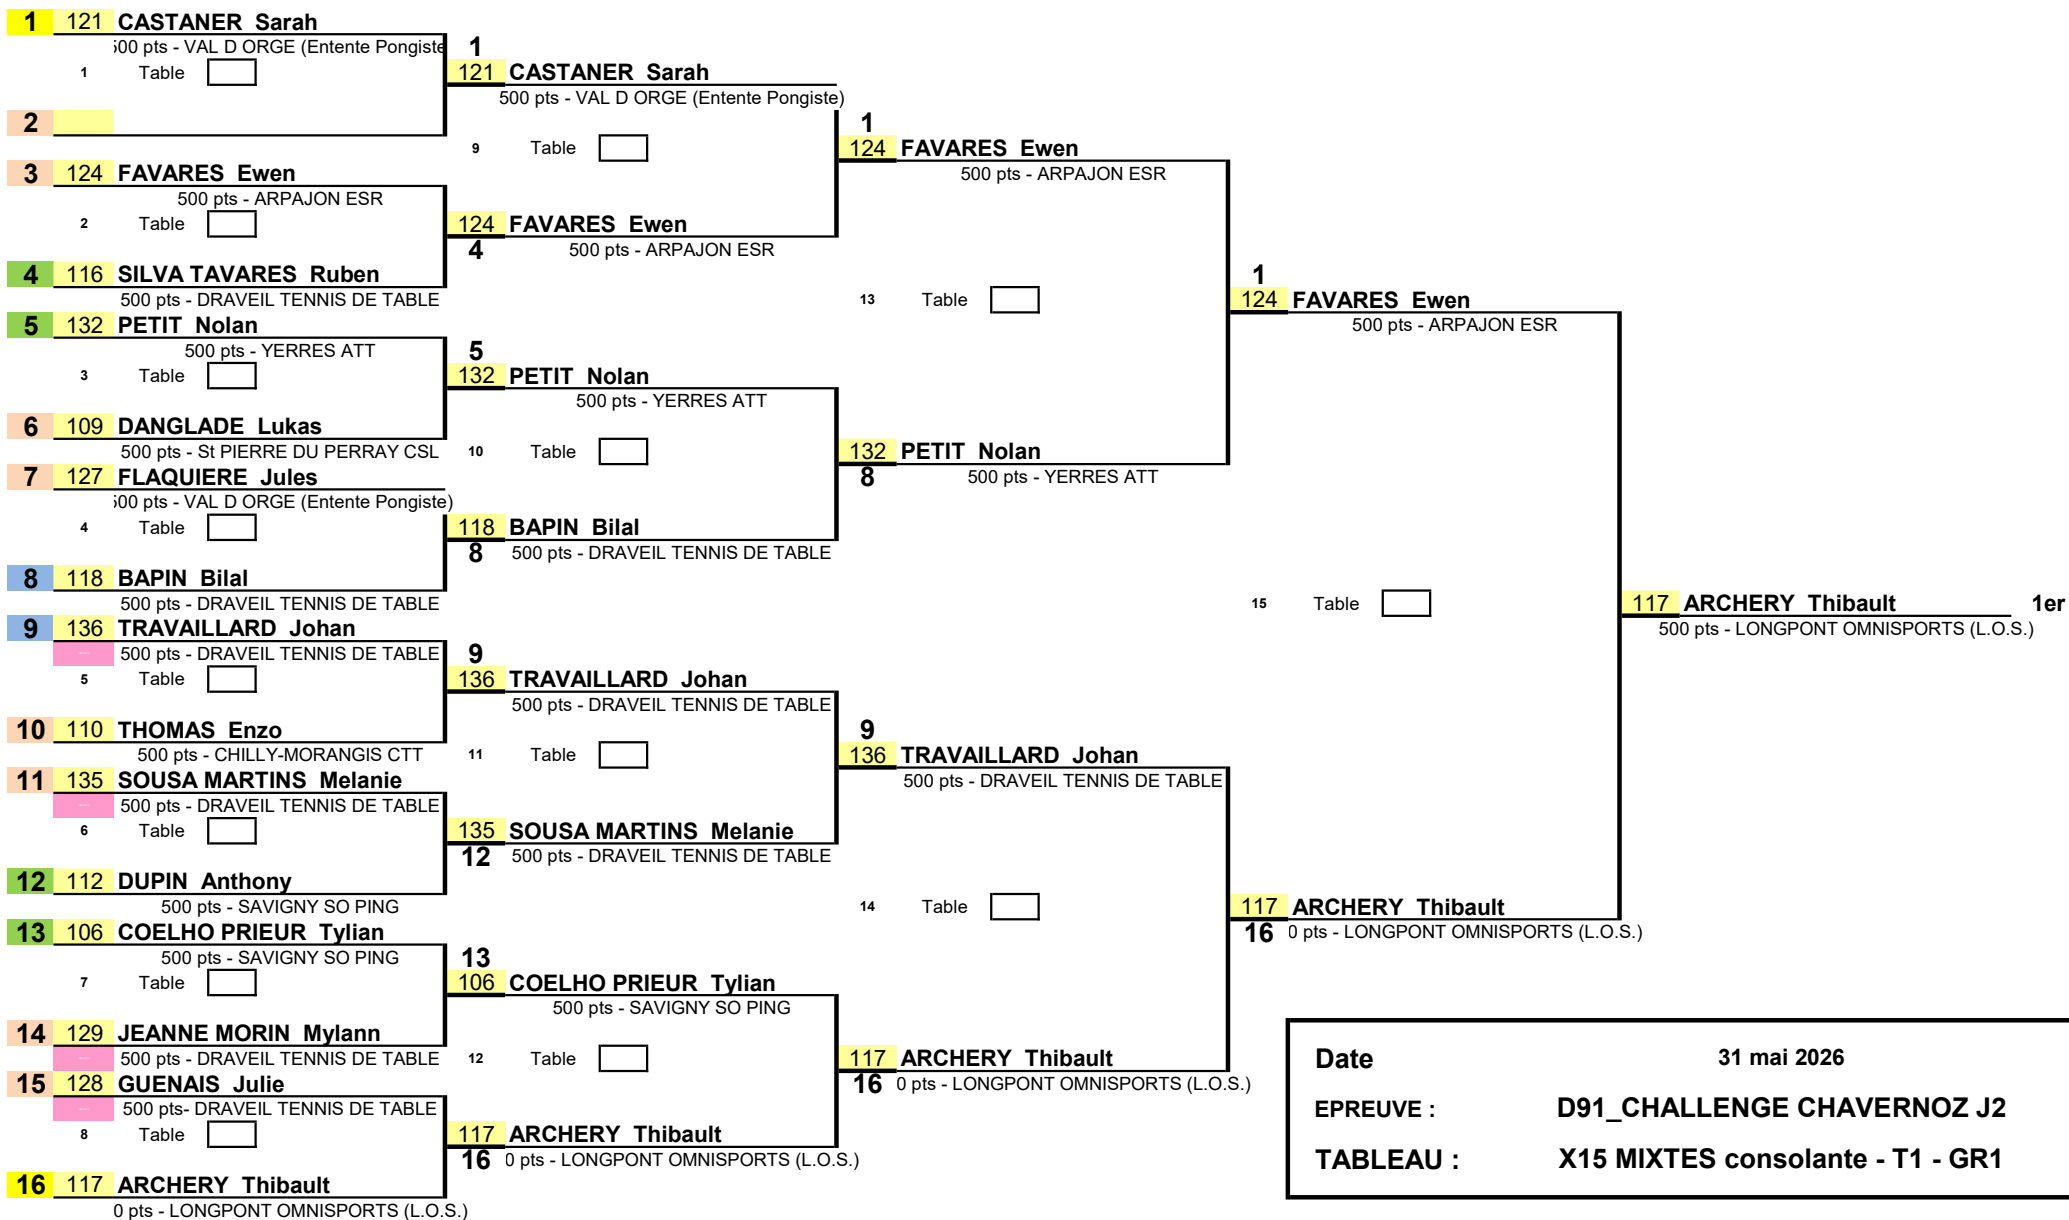 1 121 CASTANER Sarah
500 pts - VAL D ORGE (Entente Pongiste
1 Table
2
3 124 FAVARES Ewen
500 pts - ARPAJON ESR
2 Table
4 116 SILVA TAVARES Ruben
500 pts - DRAVEIL TENNIS DE TABLE
5 132 PETIT Nolan
500 pts - YERRES ATT
3 Table
6 109 DANGLADE Lukas
500 pts - St PIERRE DU PERRAY CSL
7 127 FLAQUIERE Jules
500 pts - VAL D ORGE (Entente Pongiste)
4 Table
8 118 BAPIN Bilal
500 pts - DRAVEIL TENNIS DE TABLE
9 136 TRAVAILLARD Johan
500 pts - DRAVEIL TENNIS DE TABLE
5 Table
10 110 THOMAS Enzo
500 pts - CHILLY-MORANGIS CTT
11 135 SOUSA MARTINS Melanie
500 pts - DRAVEIL TENNIS DE TABLE
6 Table
12 112 DUPIN Anthony
500 pts - SAVIGNY SO PING
13 106 COELHO PRIEUR Tylian
500 pts - SAVIGNY SO PING
7 Table
14 129 JEANNE MORIN Mylann
500 pts - DRAVEIL TENNIS DE TABLE
15 128 GUENAIS Julie
500 pts- DRAVEIL TENNIS DE TABLE
8 Table
16 117 ARCHERY Thibault
0 pts - LONGPONT OMNISPORTS (L.O.S.)
1
121 CASTANER Sarah
500 pts - VAL D ORGE (Entente Pongiste)
9 Table
124 FAVARES Ewen
4 500 pts - ARPAJON ESR
5
132 PETIT Nolan
500 pts - YERRES ATT
10 Table
118 BAPIN Bilal
8 500 pts - DRAVEIL TENNIS DE TABLE
9
136 TRAVAILLARD Johan
500 pts - DRAVEIL TENNIS DE TABLE
11 Table
135 SOUSA MARTINS Melanie
12 500 pts - DRAVEIL TENNIS DE TABLE
13
106 COELHO PRIEUR Tylian
500 pts - SAVIGNY SO PING
12 Table
117 ARCHERY Thibault
16 0 pts - LONGPONT OMNISPORTS (L.O.S.)
1
124 FAVARES Ewen
500 pts - ARPAJON ESR
13 Table
132 PETIT Nolan
8 500 pts - YERRES ATT
9
136 TRAVAILLARD Johan
500 pts - DRAVEIL TENNIS DE TABLE
14 Table
117 ARCHERY Thibault
16 0 pts - LONGPONT OMNISPORTS (L.O.S.)
1
124 FAVARES Ewen
500 pts - ARPAJON ESR
15 Table
117 ARCHERY Thibault
16 0 pts - LONGPONT OMNISPORTS (L.O.S.)
117 ARCHERY Thibault 1er
500 pts - LONGPONT OMNISPORTS (L.O.S.)
Date 31 mai 2026
EPREUVE : D91_CHALLENGE CHAVERNOZ J2
TABLEAU : X15 MIXTES consolante - T1 - GR1